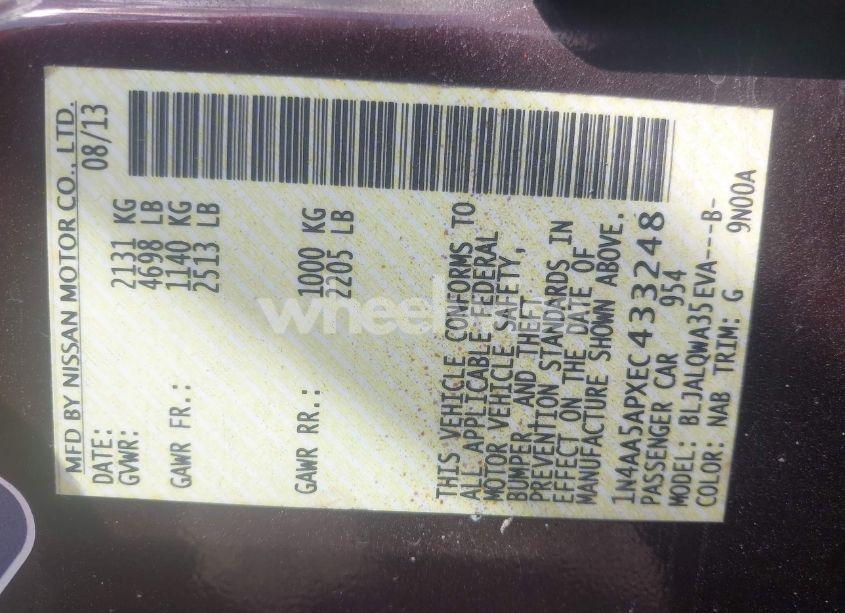 MFD BY NISSAN MOTOR CO., LTD.
DATE: 08/13
GVWR: 2131 KG
4698 LB
GAWR FR.: 1140 KG
2513 LB
GAWR RR.: 1000 KG
2205 LB
THIS VEHICLE CONFORMS TO
ALL APPLICABLE FEDERAL
MOTOR VEHICLE SAFETY,
BUMPER, AND THEFT
PREVENTION STANDARDS IN
EFFECT ON THE DATE OF
MANUFACTURE SHOWN ABOVE.
1N4AA5APXEC433248
PASSENGER CAR 954
MODEL: BLJALQWA35EVA---B-
COLOR: NAB TRIM: G 9N00A